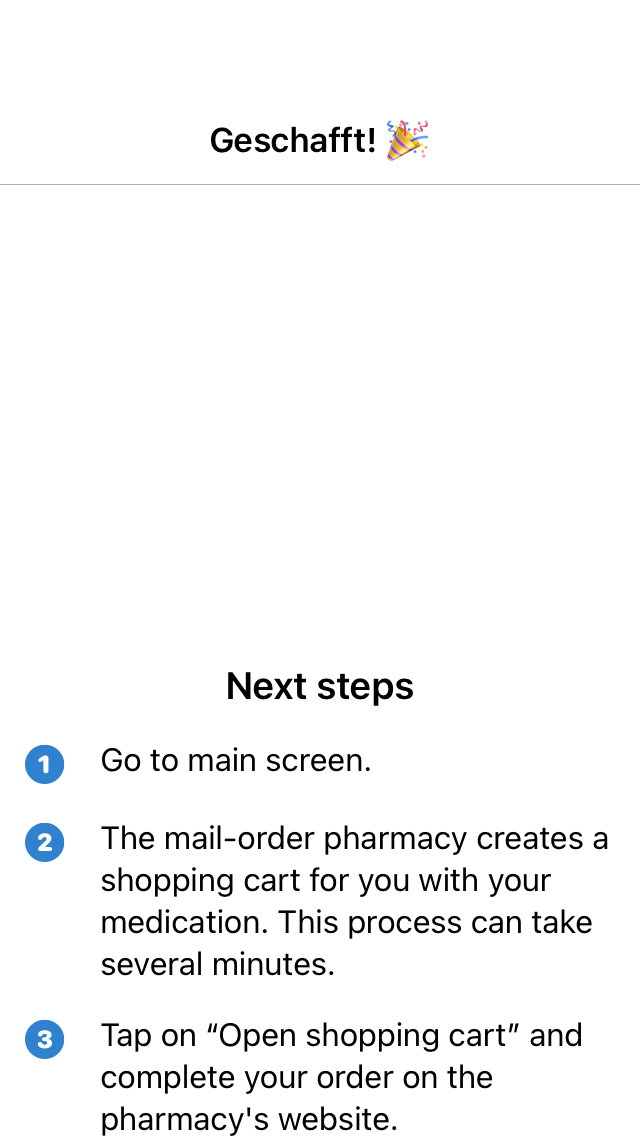 Geschafft! 🎉
Next steps
1 Go to main screen.
2 The mail-order pharmacy creates a
shopping cart for you with your
medication. This process can take
several minutes.
3 Tap on “Open shopping cart” and
complete your order on the
pharmacy's website.